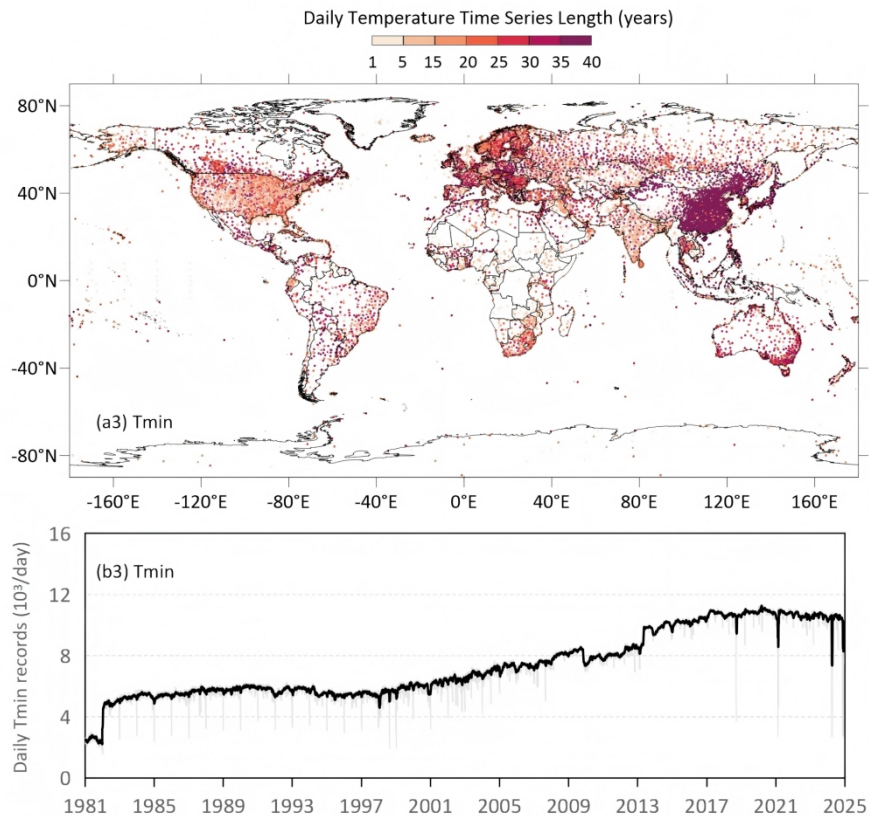 Daily Temperature Time Series Length (years)
1 5 15 20 25 30 35 40
80°N
40°N
0°N
-40°N
-80°N
(a3) Tmin
-160°E -120°E -80°E -40°E 0°E 40°E 80°E 120°E 160°E
Daily Tmin records (10³/day)
16
12
8
4
0
(b3) Tmin
1981 1985 1989 1993 1997 2001 2005 2009 2013 2017 2021 2025